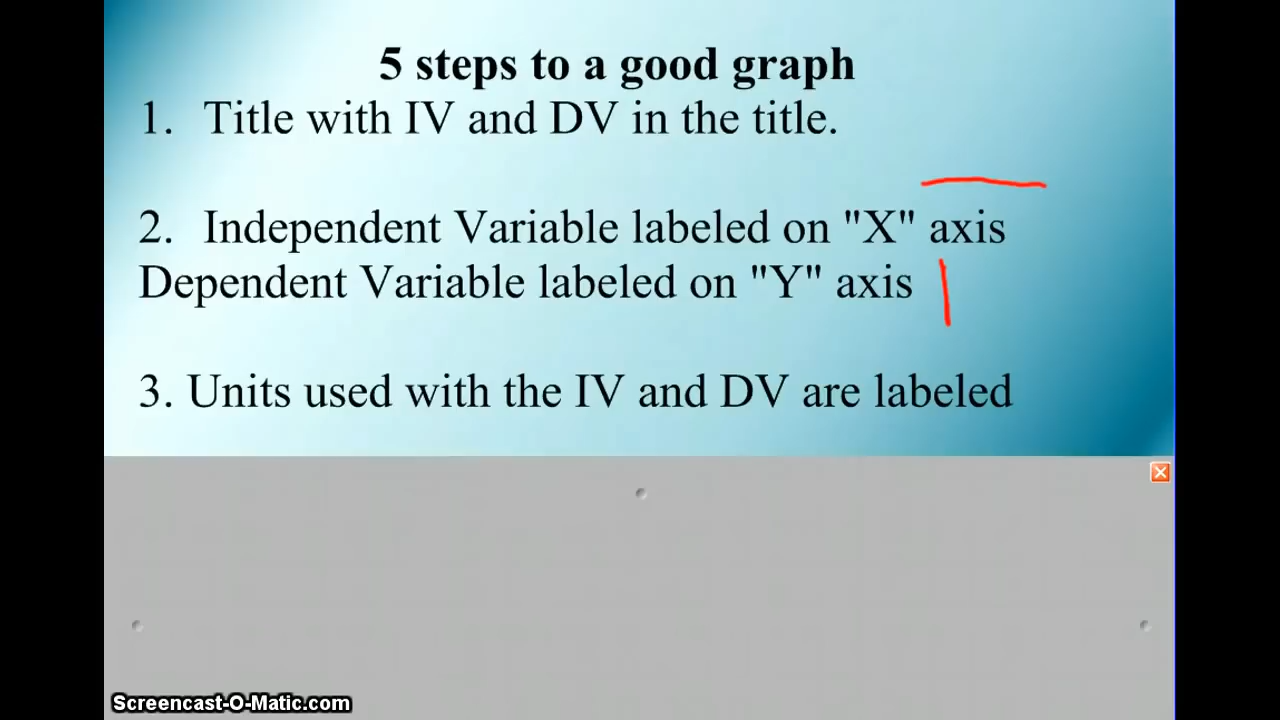 5 steps to a good graph
1. Title with IV and DV in the title.
2. Independent Variable labeled on "X" axis
Dependent Variable labeled on "Y" axis
3. Units used with the IV and DV are labeled
Screencast-O-Matic.com